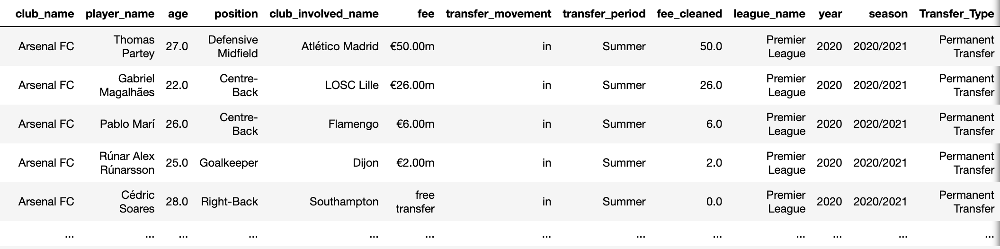 club_name player_name age position club_involved_name fee transfer_movement transfer_period fee_cleaned league_name year season Transfer_Type
Arsenal FC Thomas Partey 27.0 Defensive Midfield Atlético Madrid €50.00m in Summer 50.0 Premier League 2020 2020/2021 Permanent Transfer
Arsenal FC Gabriel Magalhães 22.0 Centre-Back LOSC Lille €26.00m in Summer 26.0 Premier League 2020 2020/2021 Permanent Transfer
Arsenal FC Pablo Marí 26.0 Centre-Back Flamengo €6.00m in Summer 6.0 Premier League 2020 2020/2021 Permanent Transfer
Arsenal FC Rúnar Alex Rúnarsson 25.0 Goalkeeper Dijon €2.00m in Summer 2.0 Premier League 2020 2020/2021 Permanent Transfer
Arsenal FC Cédric Soares 28.0 Right-Back Southampton free transfer in Summer 0.0 Premier League 2020 2020/2021 Permanent Transfer
... ... ... ... ... ... ... ... ... ... ... ... ...